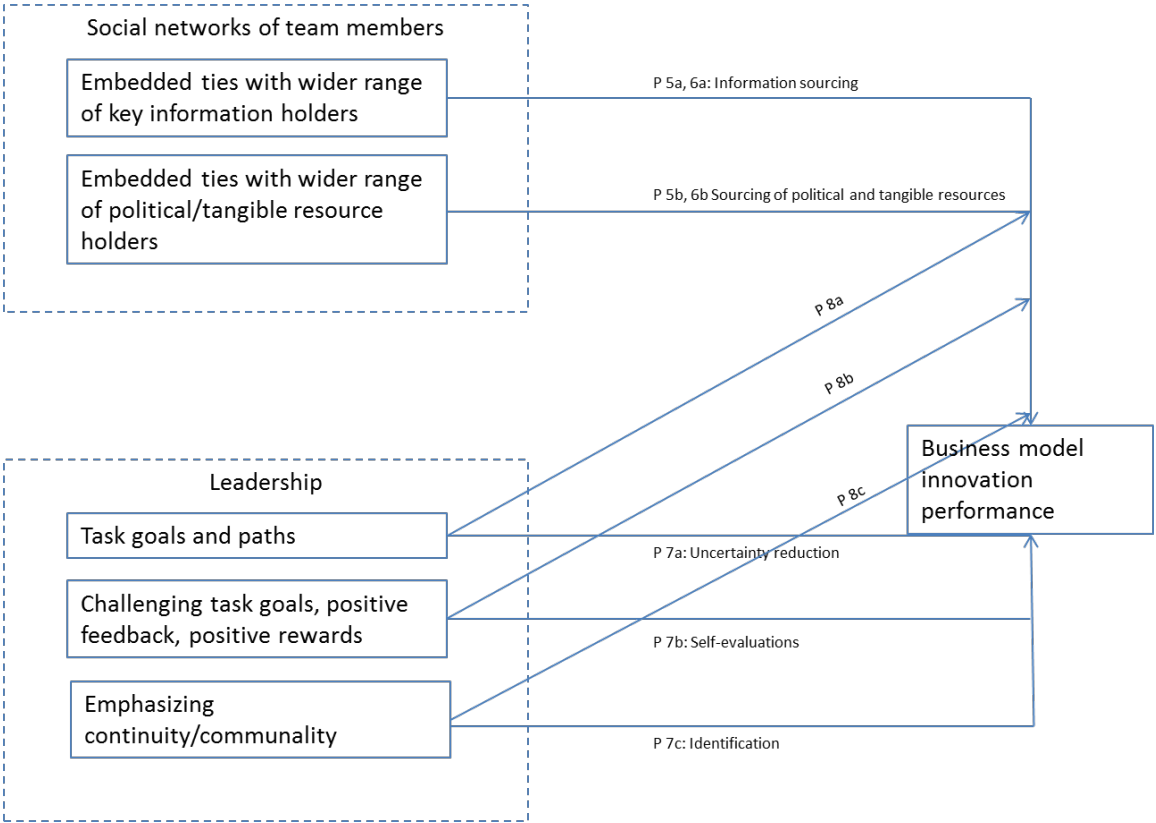 Social networks of team members
Embedded ties with wider range
of key information holders
P 5a, 6a: Information sourcing
Embedded ties with wider range
of political/tangible resource
holders
P 5b, 6b Sourcing of political and tangible resources
P 8a
P 8b
P 8c
Business model
innovation
performance
Leadership
Task goals and paths
P 7a: Uncertainty reduction
Challenging task goals, positive
feedback, positive rewards
P 7b: Self-evaluations
Emphasizing
continuity/communality
P 7c: Identification